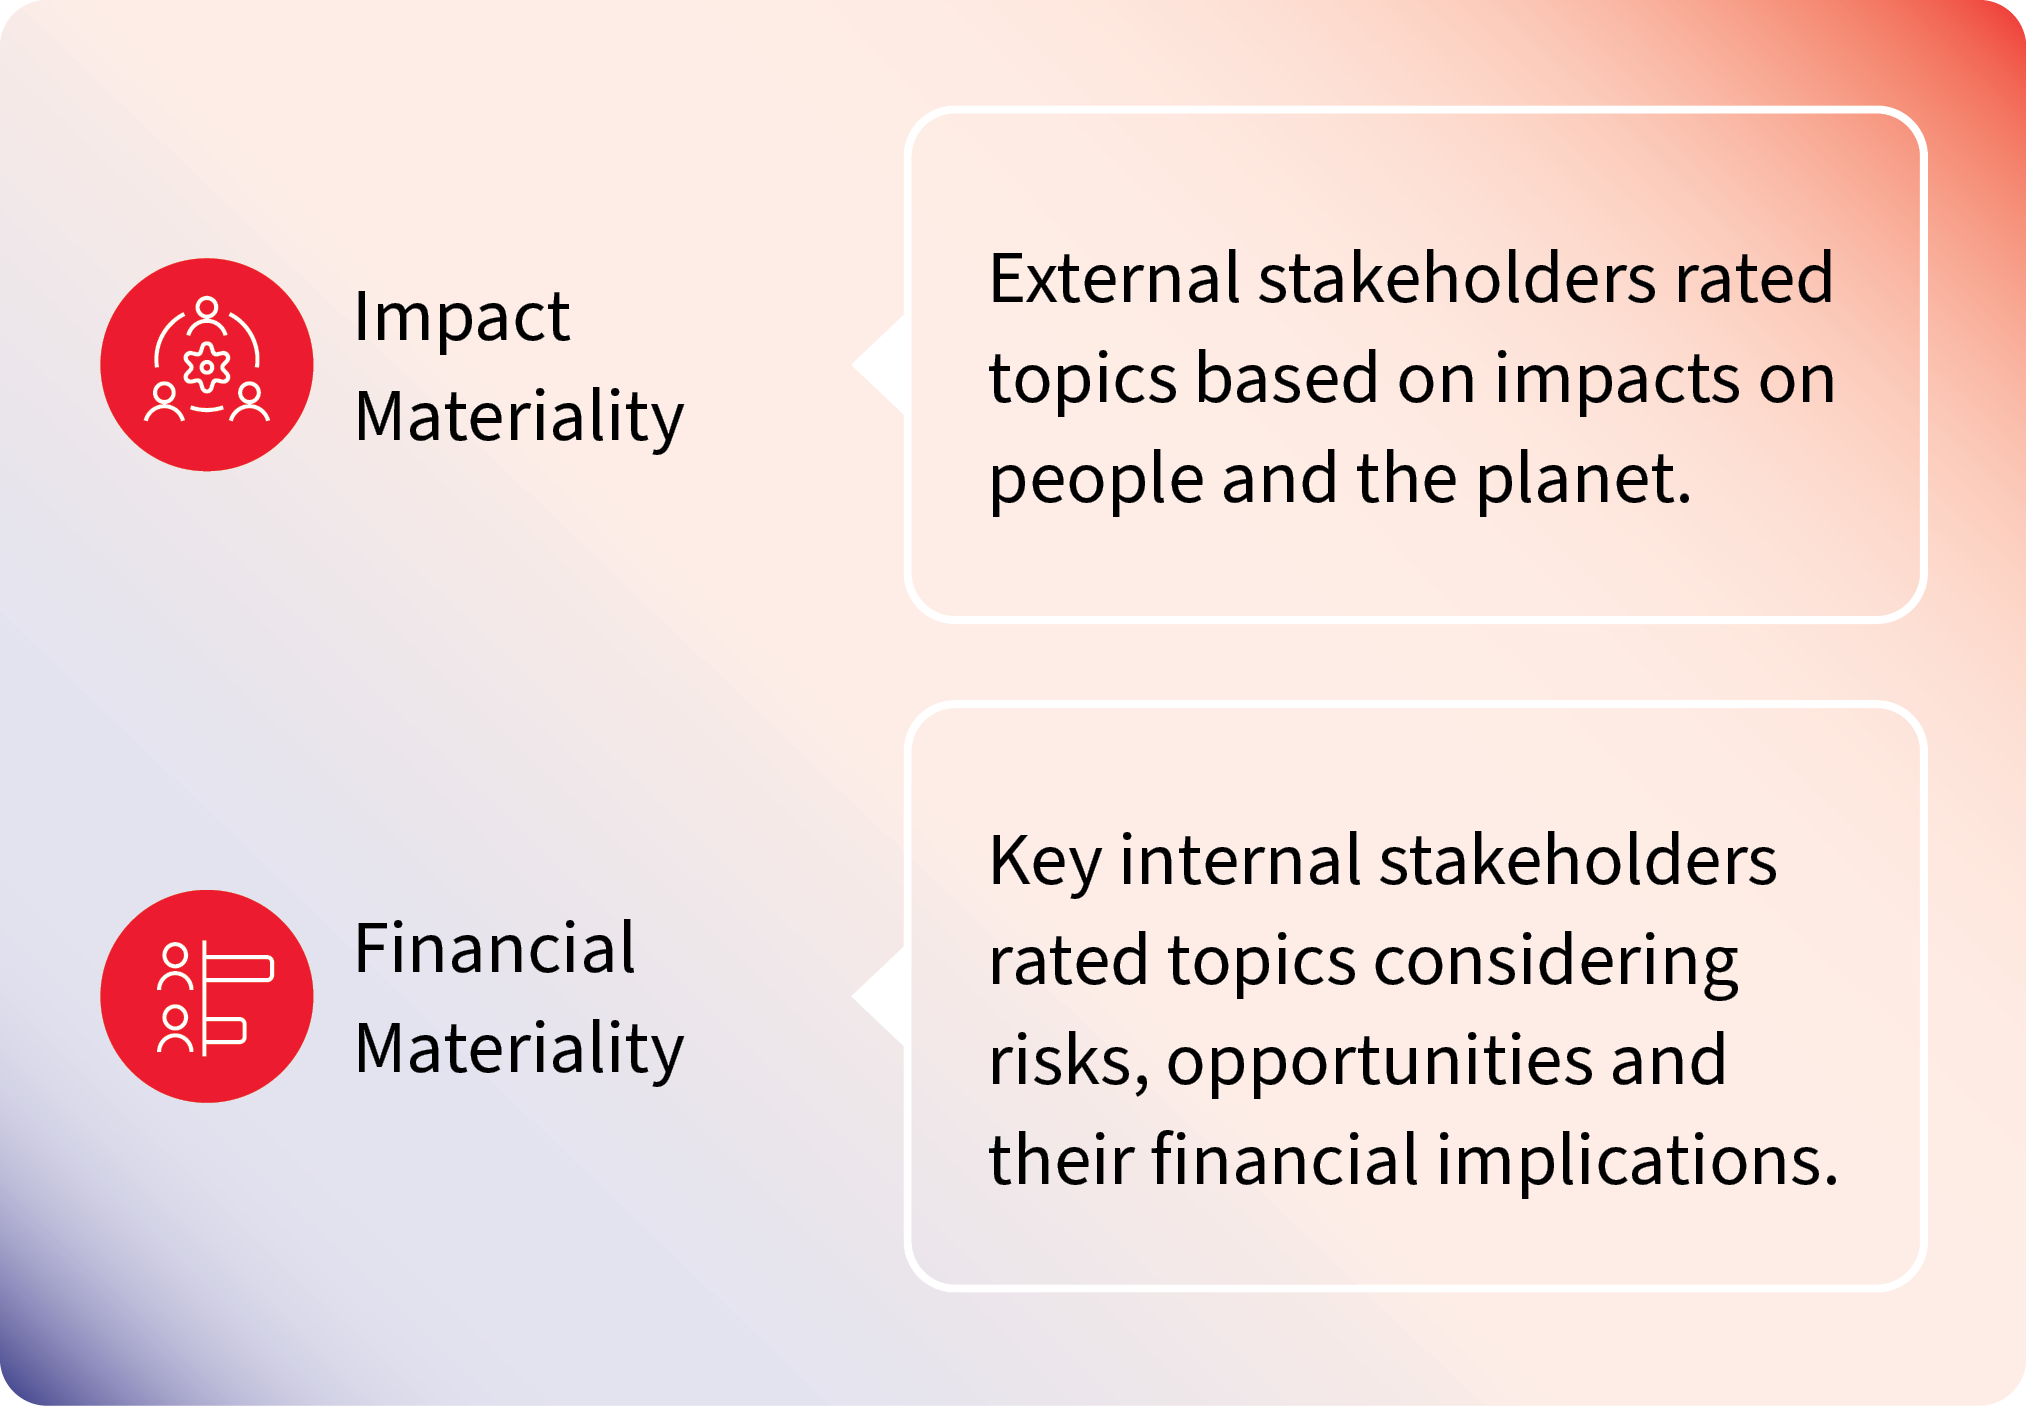 Impact
Materiality
External stakeholders rated
topics based on impacts on
people and the planet.
Financial
Materiality
Key internal stakeholders
rated topics considering
risks, opportunities and
their financial implications.